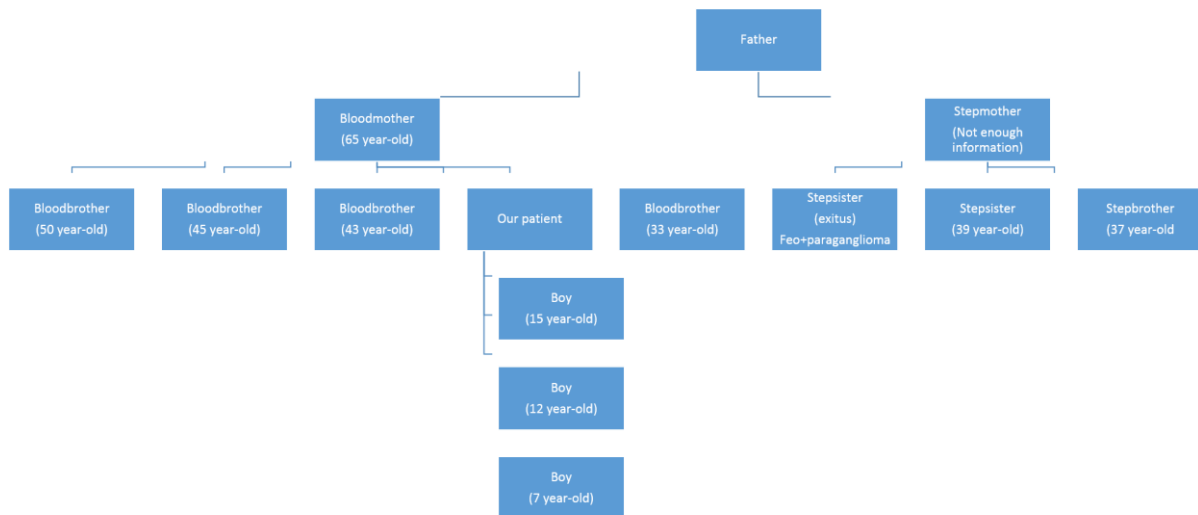 Father
Bloodmother
(65 year-old)
Stepmother
(Not enough
information)
Bloodbrother
(50 year-old)
Bloodbrother
(45 year-old)
Bloodbrother
(43 year-old)
Our patient
Bloodbrother
(33 year-old)
Stepsister
(exitus)
Feo+paraganglioma
Stepsister
(39 year-old)
Stepbrother
(37 year-old
Boy
(15 year-old)
Boy
(12 year-old)
Boy
(7 year-old)